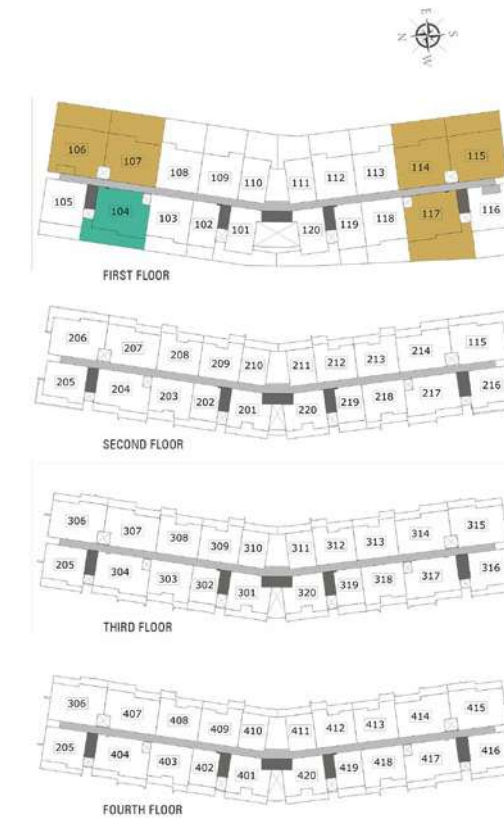 E
N S
W
106 107 108 109 110 111 112 113 114 115
105 104 103 102 101 120 119 118 117 116
FIRST FLOOR
206 207 208 209 210 211 212 213 214 115
205 204 203 202 201 220 219 218 217 216
SECOND FLOOR
306 307 308 309 310 311 312 313 314 315
205 304 303 302 301 320 319 318 317 316
THIRD FLOOR
306 407 408 409 410 411 412 413 414 415
205 404 403 402 401 420 419 418 417 416
FOURTH FLOOR